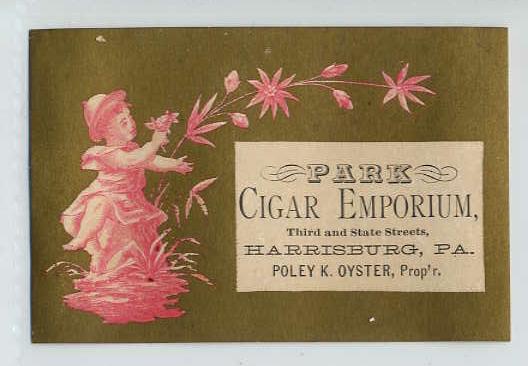 PARK
CIGAR EMPORIUM,
Third and State Streets,
HARRISBURG, PA.
POLEY K. OYSTER, Prop'r.